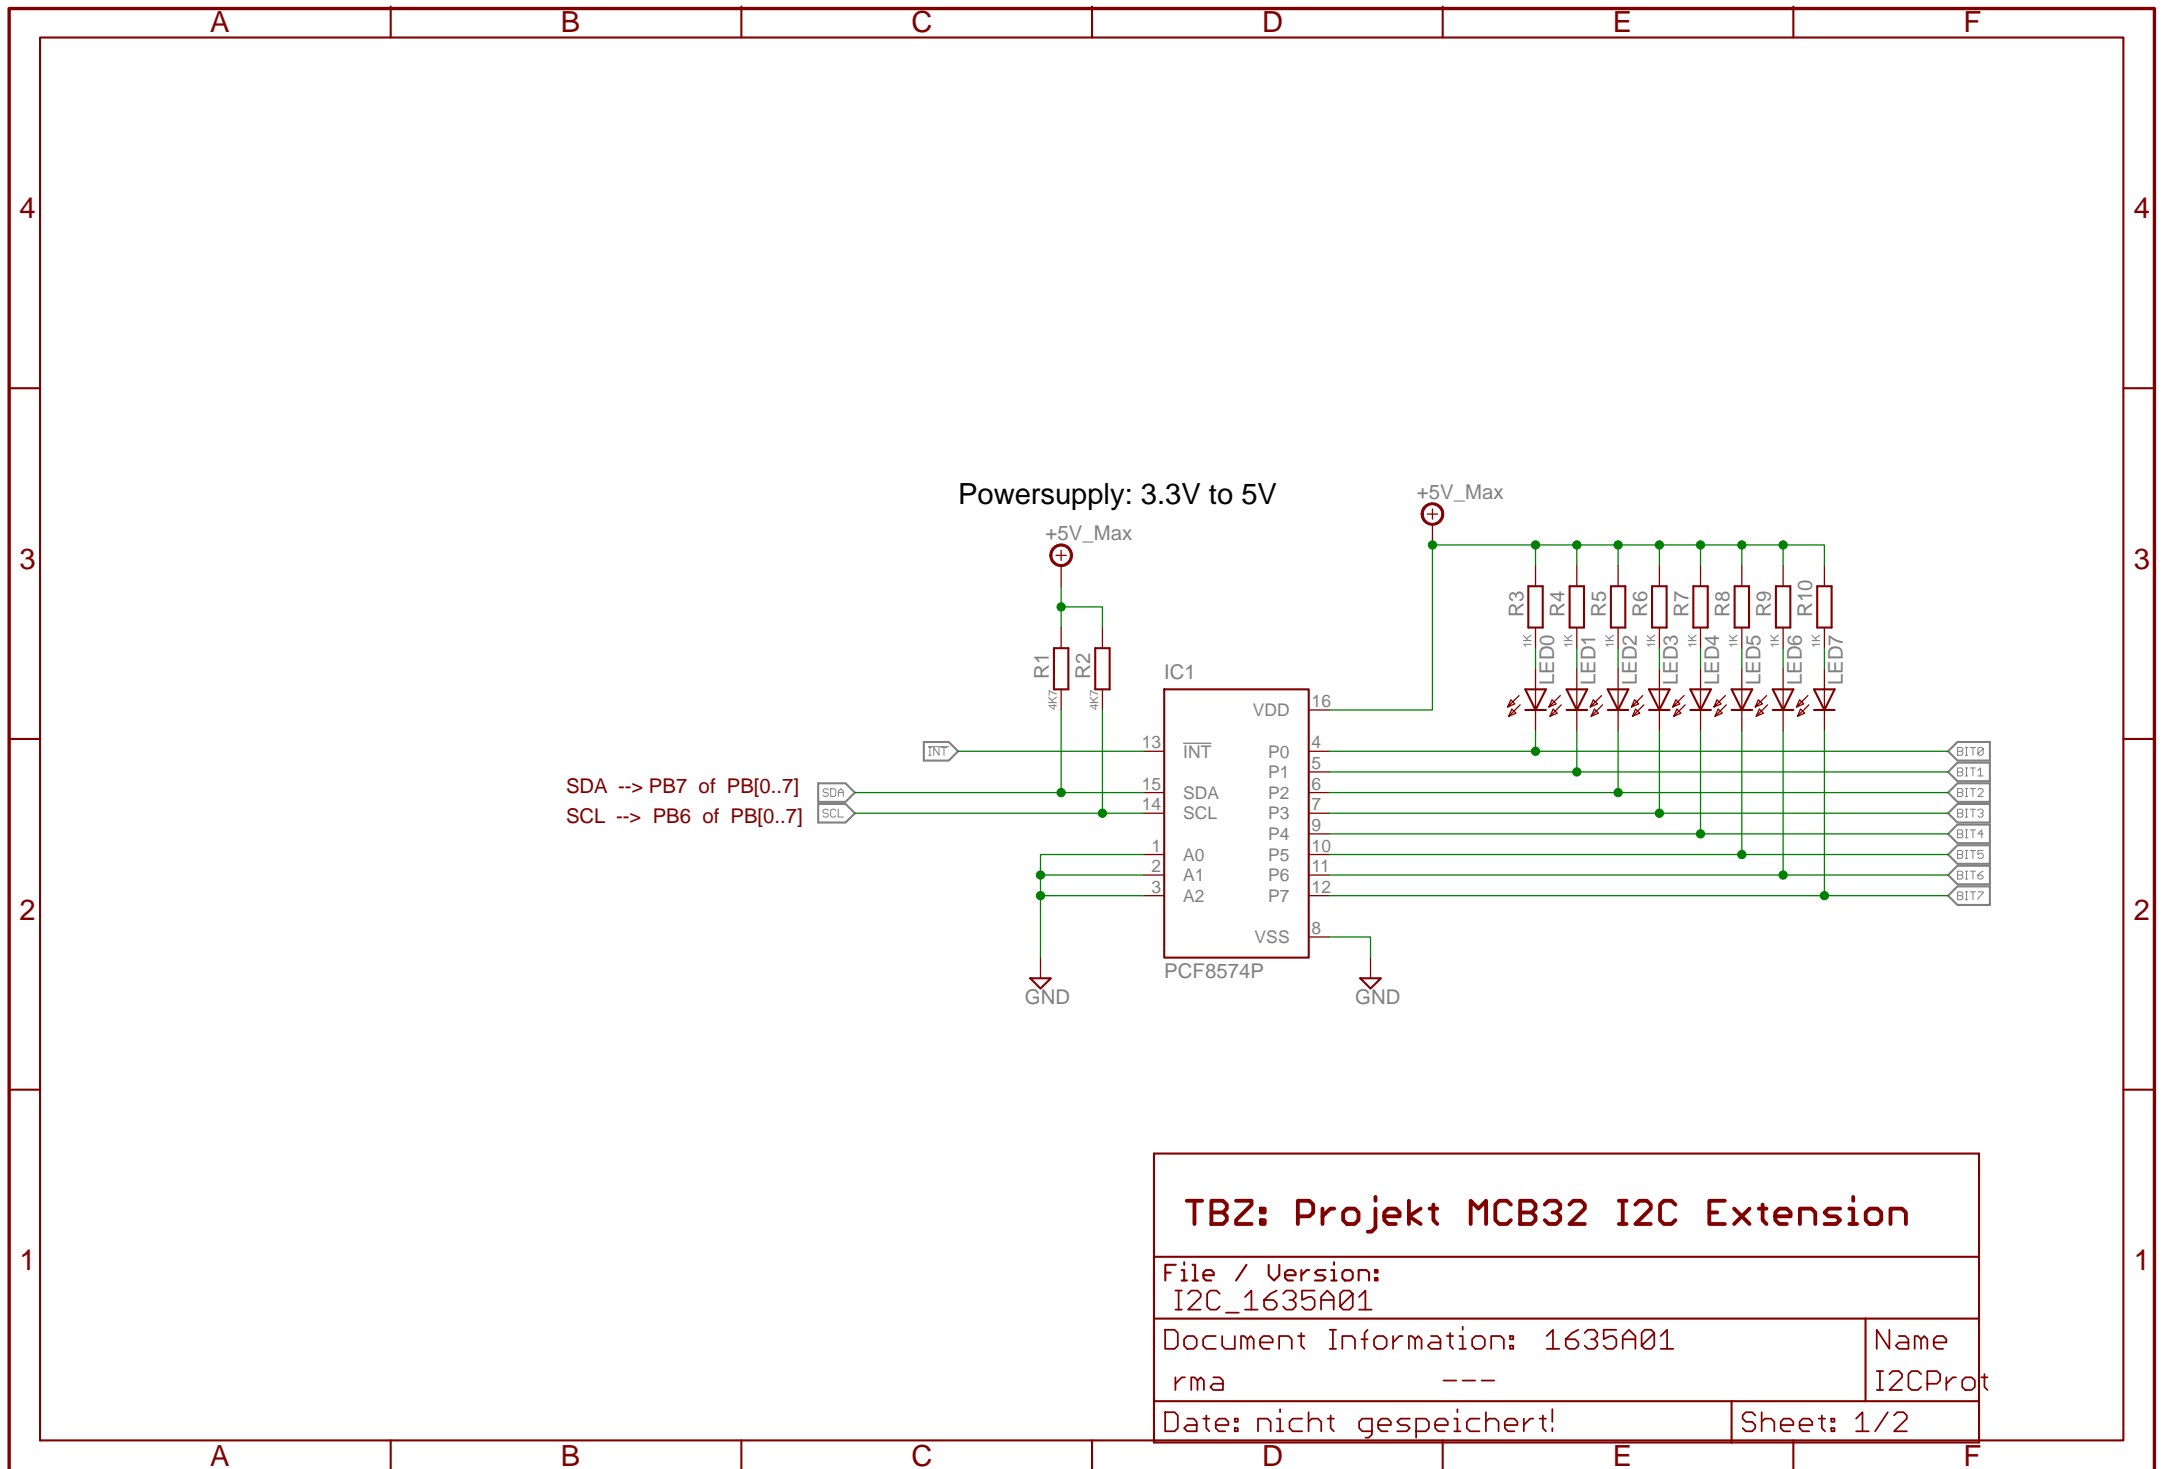 A B C D E F
4 4
Powersupply: 3.3V to 5V
+5V_Max
+5V_Max
3 3
R1 R2
4K7 4K7
R3 R4 R5 R6 R7 R8 R9 R10
1K 1K 1K 1K 1K 1K 1K 1K
LED0 LED1 LED2 LED3 LED4 LED5 LED6 LED7
IC1
VDD 16
INT 13 INT P0 4 BIT0
P1 5 BIT1
SDA --> PB7 of PB[0..7] SDA 15 SDA P2 6 BIT2
SCL --> PB6 of PB[0..7] SCL 14 SCL P3 7 BIT3
P4 9 BIT4
1 A0 P5 10 BIT5
2 A1 P6 11 BIT6
3 A2 P7 12 BIT7
2 2
VSS 8
PCF8574P
GND GND
TBZ: Projekt MCB32 I2C Extension
File / Version:
I2C_1635A01
1 1
Document Information: 1635A01 Name
rma --- I2CProt
Date: nicht gespeichert! Sheet: 1/2
A B C D E F